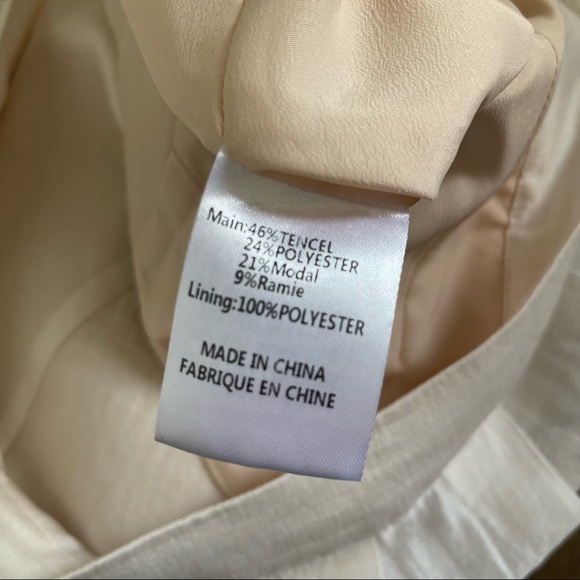 Main:46%TENCEL
24%POLYESTER
21%Modal
9%Ramie
Lining:100%POLYESTER
MADE IN CHINA
FABRIQUE EN CHINE